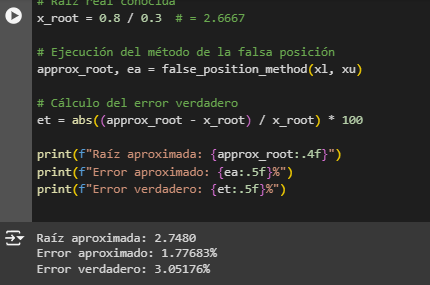 # Raíz real conocida
x_root = 0.8 / 0.3  # = 2.6667
# Ejecución del método de la falsa posición
approx_root, ea = false_position_method(xl, xu)
# Cálculo del error verdadero
et = abs((approx_root - x_root) / x_root) * 100
print(f"Raíz aproximada: {approx_root:.4f}")
print(f"Error aproximado: {ea:.5f}%")
print(f"Error verdadero: {et:.5f}%")
Raíz aproximada: 2.7480
Error aproximado: 1.77683%
Error verdadero: 3.05176%